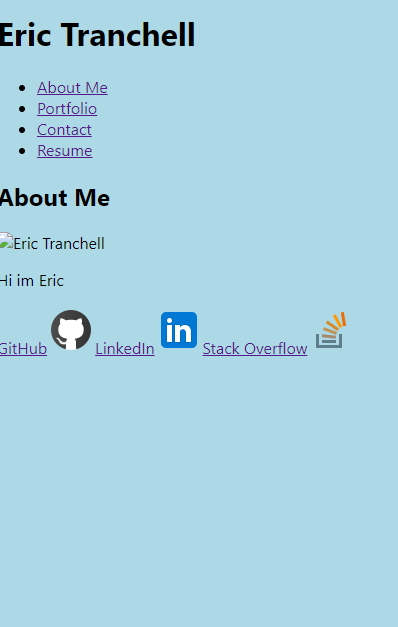 Eric Tranchell
About Me
Portfolio
Contact
Resume
About Me
Eric Tranchell
Hi im Eric
GitHub LinkedIn in Stack Overflow